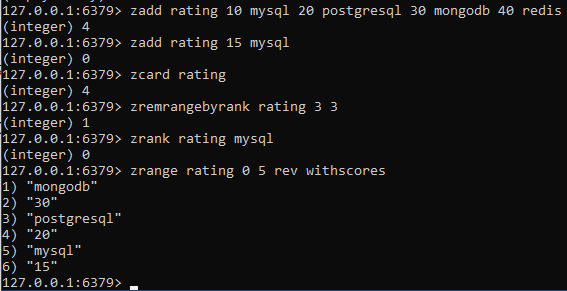 127.0.0.1:6379> zadd rating 10 mysql 20 postgresql 30 mongodb 40 redis
(integer) 4
127.0.0.1:6379> zadd rating 15 mysql
(integer) 0
127.0.0.1:6379> zcard rating
(integer) 4
127.0.0.1:6379> zremrangebyrank rating 3 3
(integer) 1
127.0.0.1:6379> zrank rating mysql
(integer) 0
127.0.0.1:6379> zrange rating 0 5 rev withscores
1) "mongodb"
2) "30"
3) "postgresql"
4) "20"
5) "mysql"
6) "15"
127.0.0.1:6379>